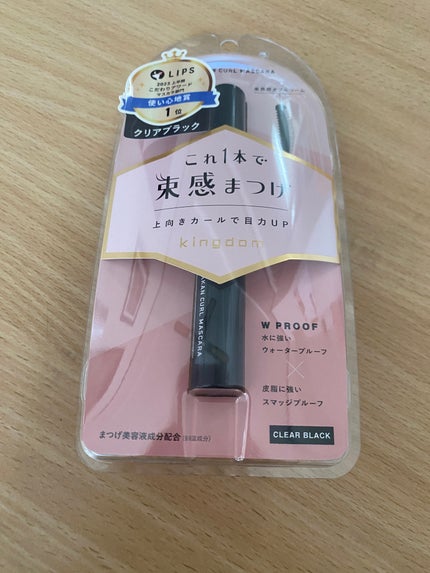 LIPS
2023 上半期
こだわりアワード
マスカラ部門
使い心地賞
1位
CURL MASCARA
クリアブラック
これ1本で
束感まつげ
上向きカールで目力UP
kingdom
KAN CURL MASCARA
W PROOF
水に強い
ウォータープルーフ
×
皮脂に強い
スマッジプルーフ
まつげ美容液成分配合
CLEAR BLACK